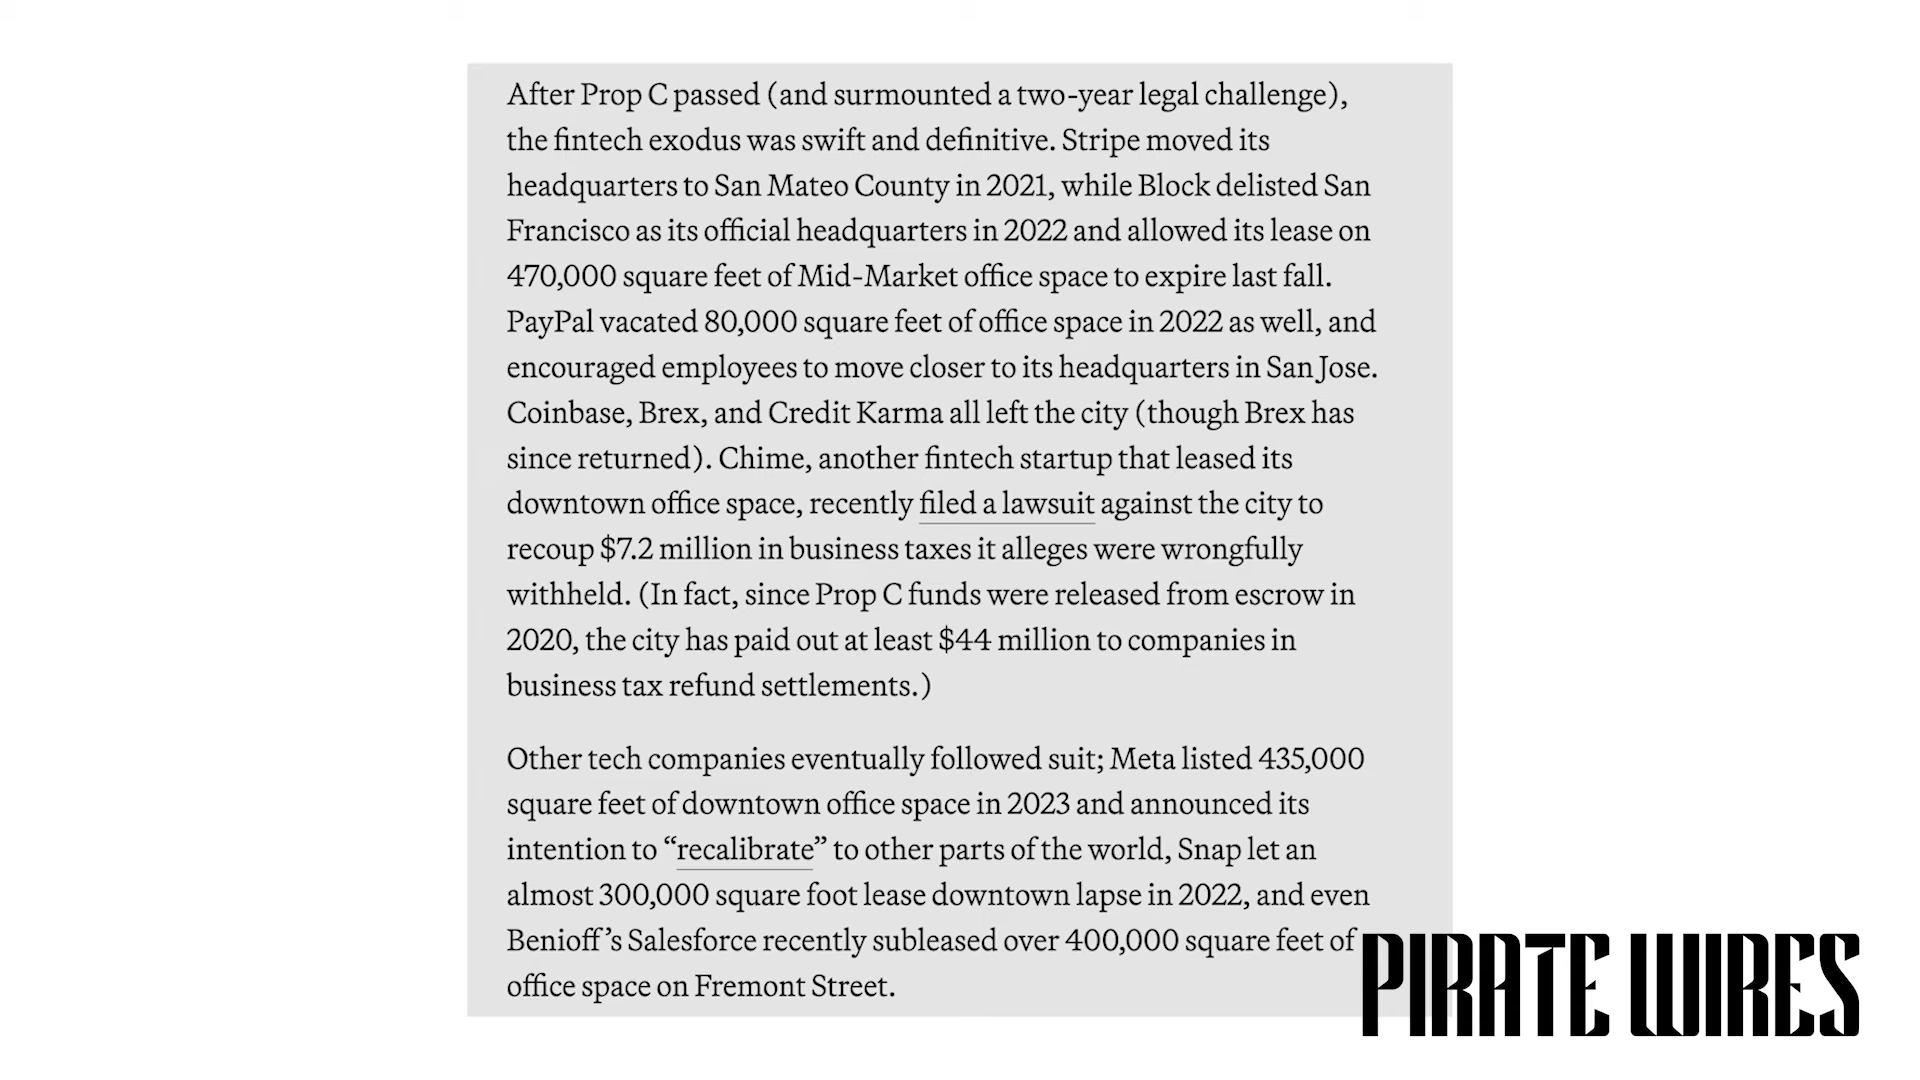 After Prop C passed (and surmounted a two-year legal challenge),
the fintech exodus was swift and definitive. Stripe moved its
headquarters to San Mateo County in 2021, while Block delisted San
Francisco as its official headquarters in 2022 and allowed its lease on
470,000 square feet of Mid-Market office space to expire last fall.
PayPal vacated 80,000 square feet of office space in 2022 as well, and
encouraged employees to move closer to its headquarters in San Jose.
Coinbase, Brex, and Credit Karma all left the city (though Brex has
since returned). Chime, another fintech startup that leased its
downtown office space, recently filed a lawsuit against the city to
recoup $7.2 million in business taxes it alleges were wrongfully
withheld. (In fact, since Prop C funds were released from escrow in
2020, the city has paid out at least $44 million to companies in
business tax refund settlements.)
Other tech companies eventually followed suit; Meta listed 435,000
square feet of downtown office space in 2023 and announced its
intention to “recalibrate” to other parts of the world, Snap let an
almost 300,000 square foot lease downtown lapse in 2022, and even
Benioff’s Salesforce recently subleased over 400,000 square feet of
office space on Fremont Street.
PIRATE WIRES